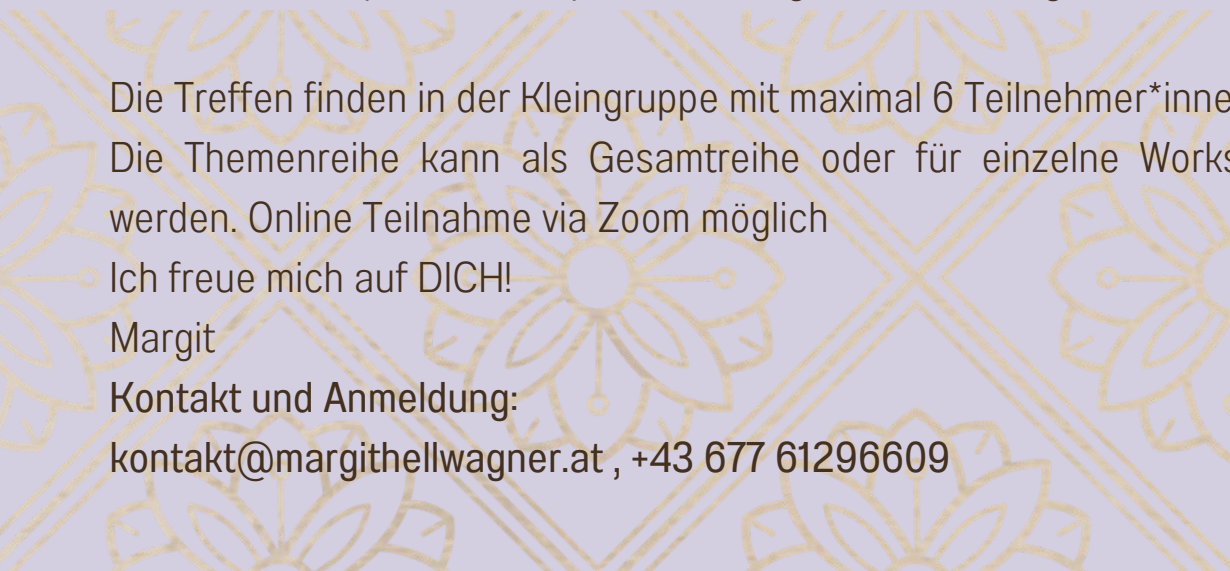 Die Treffen finden in der Kleingruppe mit maximal 6 Teilnehmer*inne
Die Themenreihe kann als Gesamtreihe oder für einzelne Works
werden. Online Teilnahme via Zoom möglich
Ich freue mich auf DICH!
Margit
Kontakt und Anmeldung:
kontakt@margithellwagner.at , +43 677 61296609